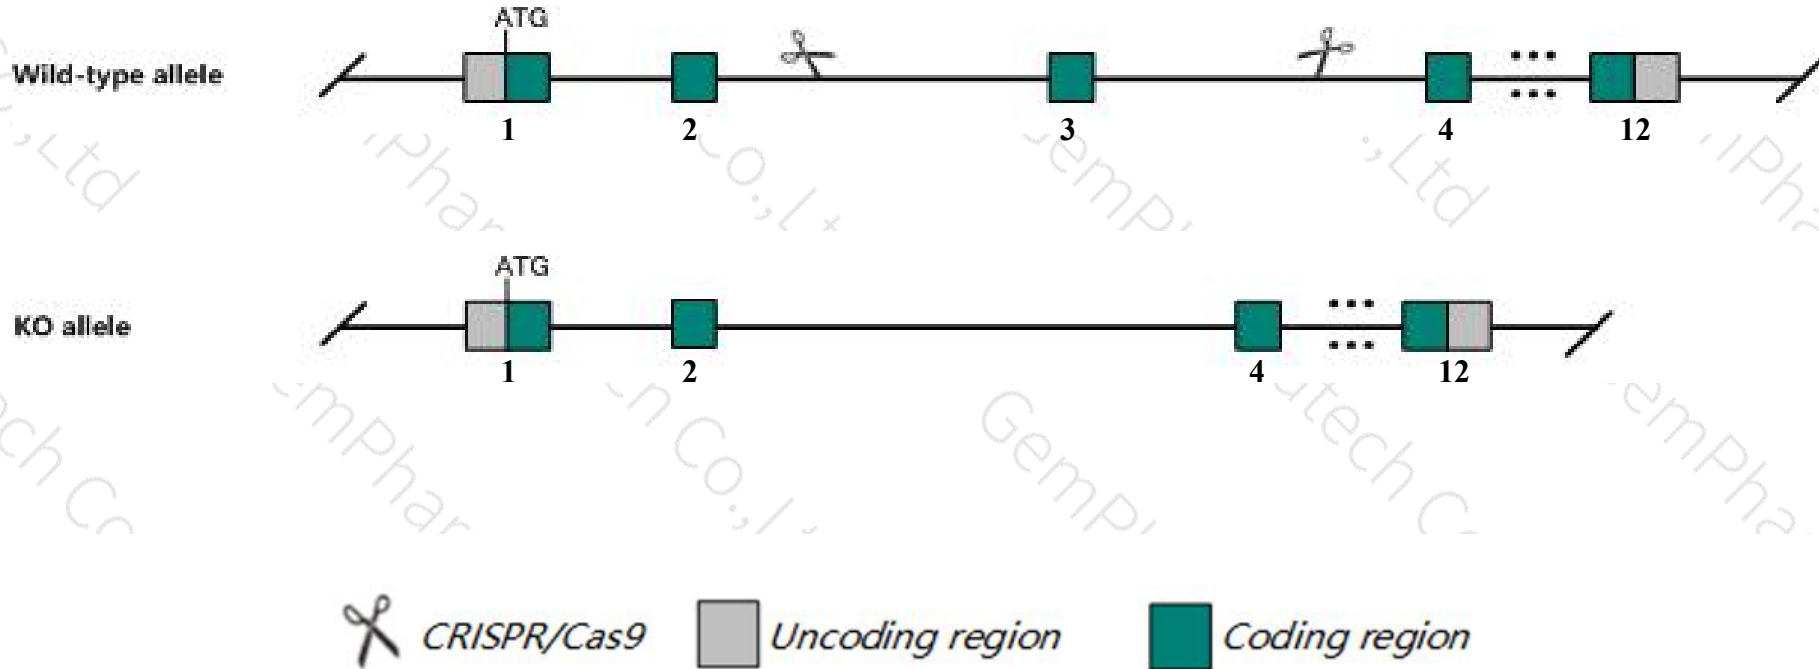 ATG
Wild-type allele
1 2 3 4 12
ATG
KO allele
1 2 4 12
CRISPR/Cas9 Uncoding region Coding region